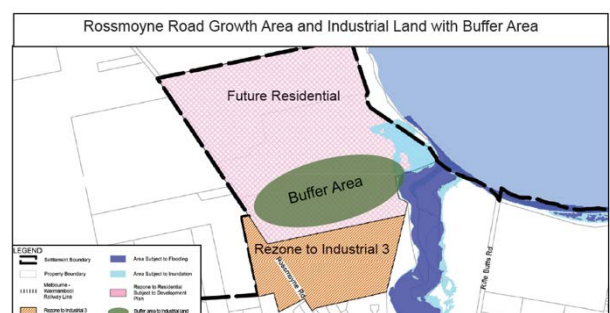 Rossmoyne Road Growth Area and Industrial Land with Buffer Area
Future Residential
Buffer Area
Rezone to Industrial 3
Rossmoyne Rd
Rifle Butts Rd
LEGEND
Settlement Boundary
Property Boundary
Melbourne -
Warrnambool
Railway Line
Rezone to Industrial 3
Area Subject to Flooding
Area Subject to Inundation
Rezone to Residential
Subject to Development
Plan
Buffer area to industrial land